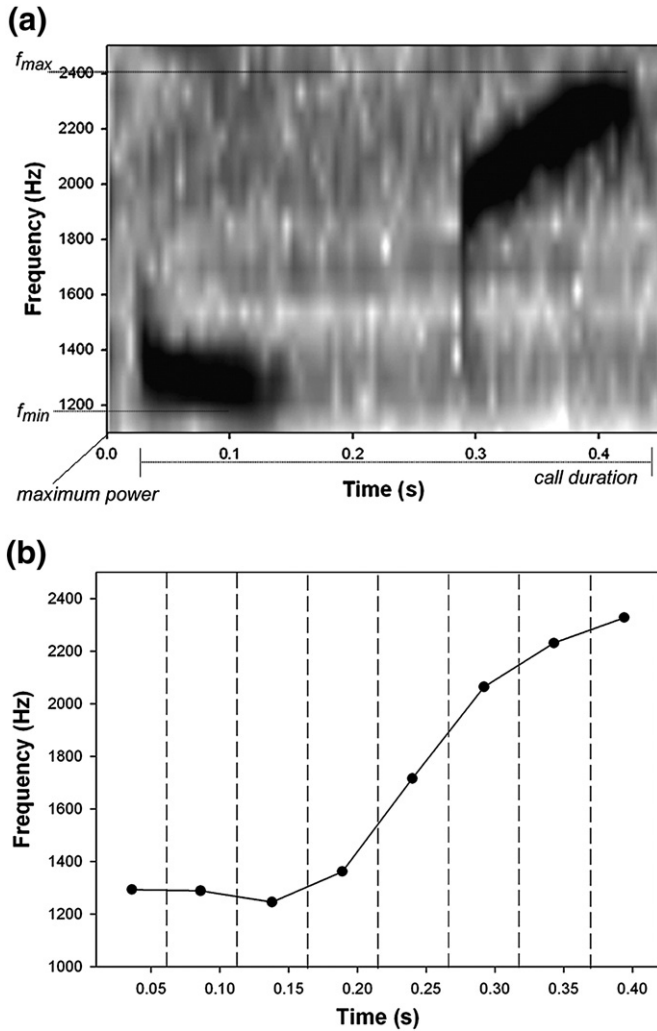 (a)
f max
2400
2200
2000
1800
1600
1400
1200
f min
Frequency (Hz)
0.0 0.1 0.2 0.3 0.4
maximum power
call duration
Time (s)
(b)
2400
2200
2000
1800
1600
1400
1200
1000
Frequency (Hz)
0.05 0.10 0.15 0.20 0.25 0.30 0.35 0.40
Time (s)